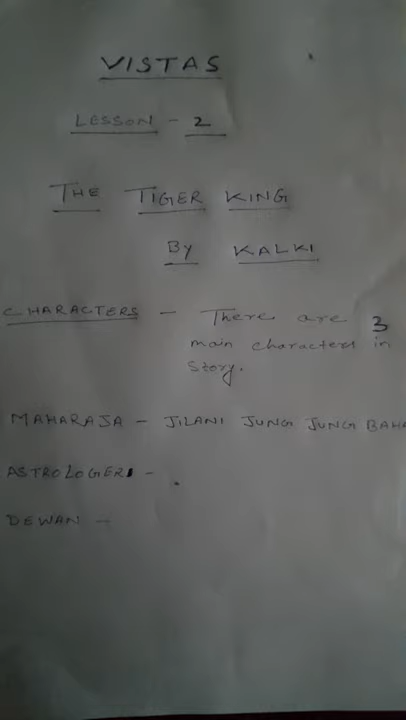 VISTAS
LESSON - 2
THE TIGER KING
By KALKI
CHARACTERS - There are 3
main characters in
story.
MAHARAJA - JILANI JUNG JUNG BAHA
ASTROLOGER -
DEWAN -